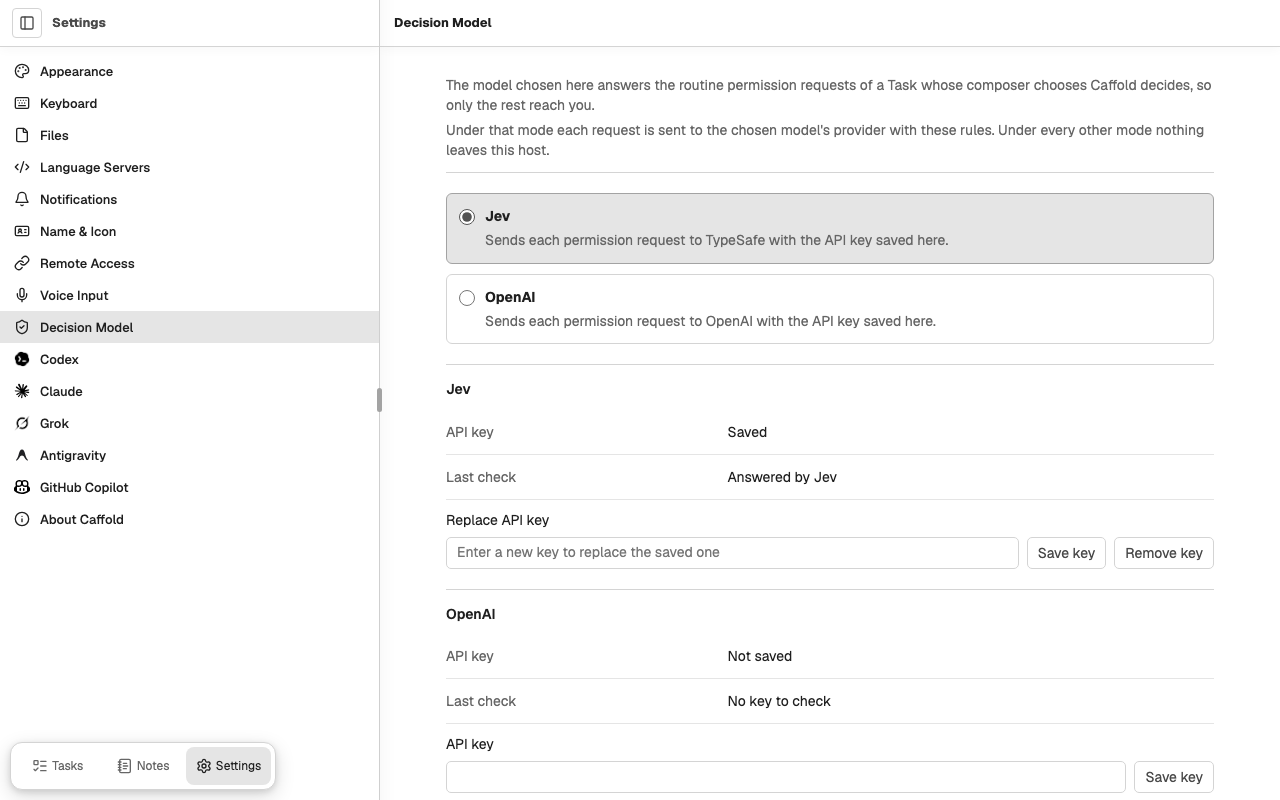 Settings
Decision Model
Appearance
Keyboard
Files
Language Servers
Notifications
Name & Icon
Remote Access
Voice Input
Decision Model
Codex
Claude
Grok
Antigravity
GitHub Copilot
About Caffold
Tasks
Notes
Settings
The model chosen here answers the routine permission requests of a Task whose composer chooses Caffold decides, so
only the rest reach you.
Under that mode each request is sent to the chosen model's provider with these rules. Under every other mode nothing
leaves this host.
Jev
Sends each permission request to TypeSafe with the API key saved here.
OpenAI
Sends each permission request to OpenAI with the API key saved here.
Jev
API key Saved
Last check Answered by Jev
Replace API key
Enter a new key to replace the saved one Save key Remove key
OpenAI
API key Not saved
Last check No key to check
API key
Save key